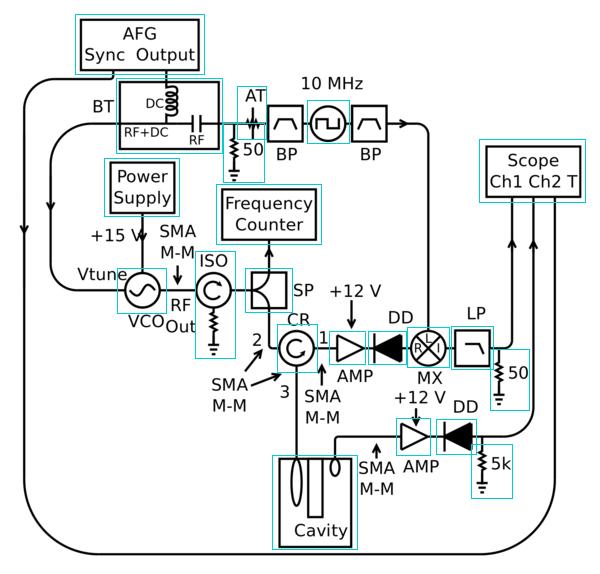 AFG
Sync Output
10 MHz
AT
BT
DC
RF+DC
RF
50
BP
BP
Scope
Ch1 Ch2 T
Power
Supply
Frequency
Counter
+15 V
SMA
M-M
ISO
Vtune
RF
Out
VCO
SP
+12 V
CR
DD
LP
2
1
R
L
I
AMP
MX
3
SMA
M-M
SMA
M-M
50
+12 V
DD
AMP
SMA
M-M
5k
Cavity